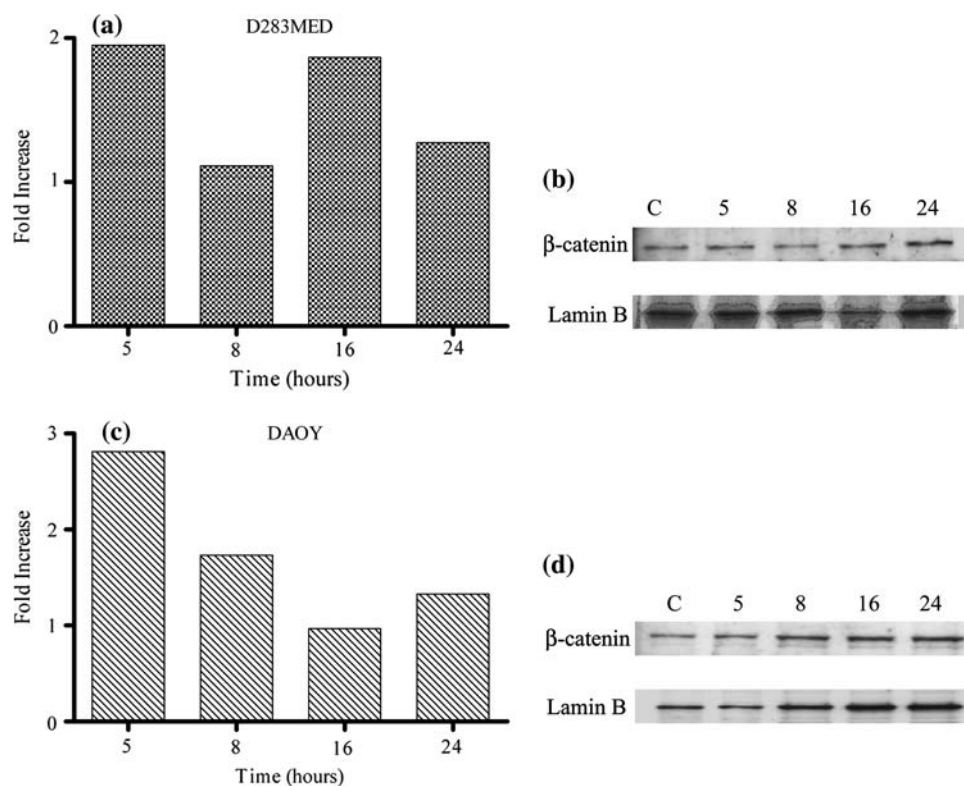 (a) D283MED
2
1
0
Fold Increase
5 8 16 24
Time (hours)
(b)
C 5 8 16 24
β-catenin
Lamin B
(c) DAOY
3
2
1
0
Fold Increase
5 8 16 24
Time (hours)
(d)
C 5 8 16 24
β-catenin
Lamin B